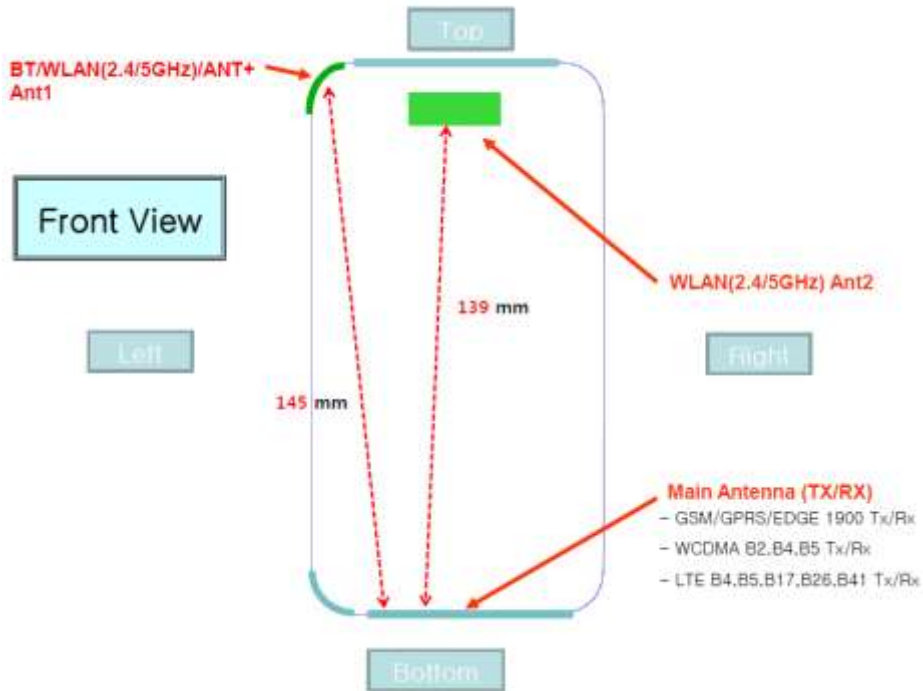 Top
BT/WLAN(2.4/5GHz)/ANT+
Ant1
Front View
WLAN(2.4/5GHz) Ant2
139 mm
Left
Right
145 mm
Main Antenna (TX/RX)
– GSM/GPRS/EDGE 1900 Tx/Rx
– WCDMA B2,B4,B5 Tx/Rx
– LTE B4,B5,B17,B26,B41 Tx/Rx
Bottom